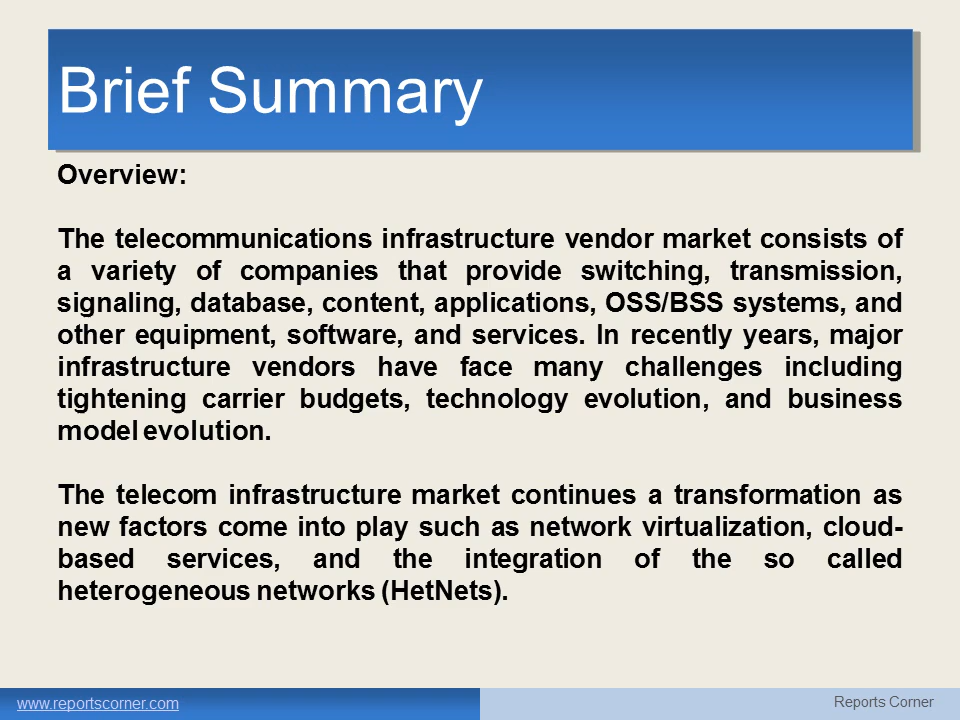 Brief Summary
Overview:
The telecommunications infrastructure vendor market consists of
a variety of companies that provide switching, transmission,
signaling, database, content, applications, OSS/BSS systems, and
other equipment, software, and services. In recently years, major
infrastructure vendors have face many challenges including
tightening carrier budgets, technology evolution, and business
model evolution.
The telecom infrastructure market continues a transformation as
new factors come into play such as network virtualization, cloud-
based services, and the integration of the so called
heterogeneous networks (HetNets).
www.reportscorner.com
Reports Corner